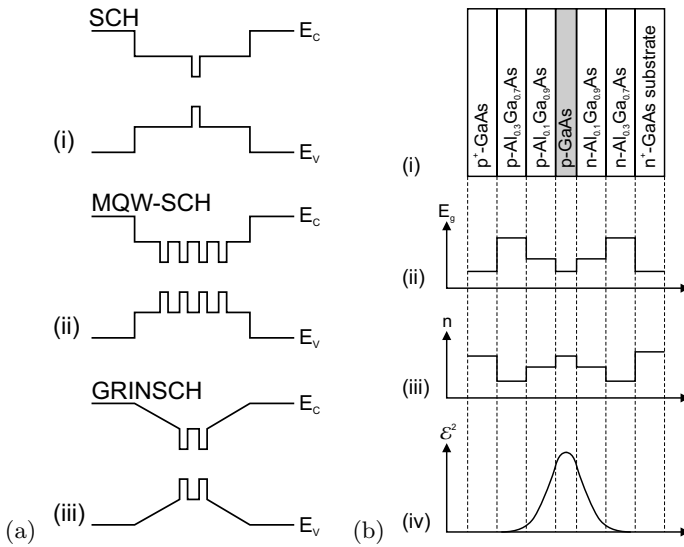 SCH
E_C
(i)
E_V
MQW-SCH
E_C
(ii)
E_V
GRINSCH
E_C
(iii)
E_V
(a)
p⁺-GaAs
p-Al₀.₃Ga₀.₇As
p-Al₀.₁Ga₀.₉As
p-GaAs
n-Al₀.₁Ga₀.₉As
n-Al₀.₃Ga₀.₇As
n⁺-GaAs substrate
(i)
E_g
(ii)
n
(iii)
ℰ²
(iv)
(b)